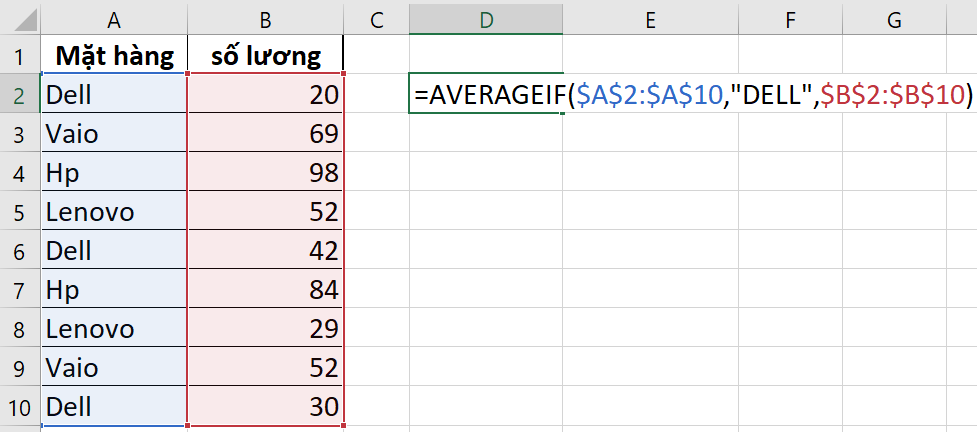 A B C D E F G
1 Mặt hàng số lương
2 Dell 20 =AVERAGEIF($A$2:$A$10,"DELL",$B$2:$B$10)
3 Vaio 69
4 Hp 98
5 Lenovo 52
6 Dell 42
7 Hp 84
8 Lenovo 29
9 Vaio 52
10 Dell 30